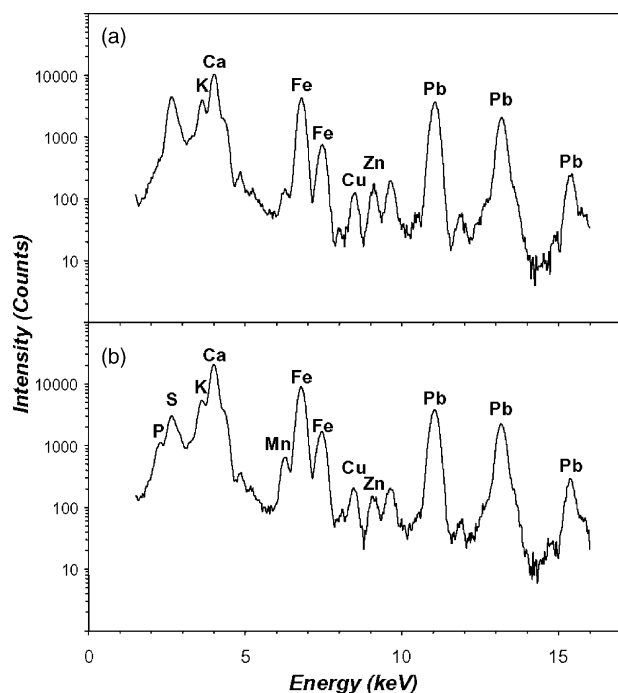 (a)
Ca
K
Fe
Fe
Cu
Zn
Pb
Pb
Pb
10000
1000
100
10
(b)
P
S
K
Ca
Mn
Fe
Fe
Cu
Zn
Pb
Pb
Pb
10000
1000
100
10
Intensity (Counts)
0
5
10
15
Energy (keV)